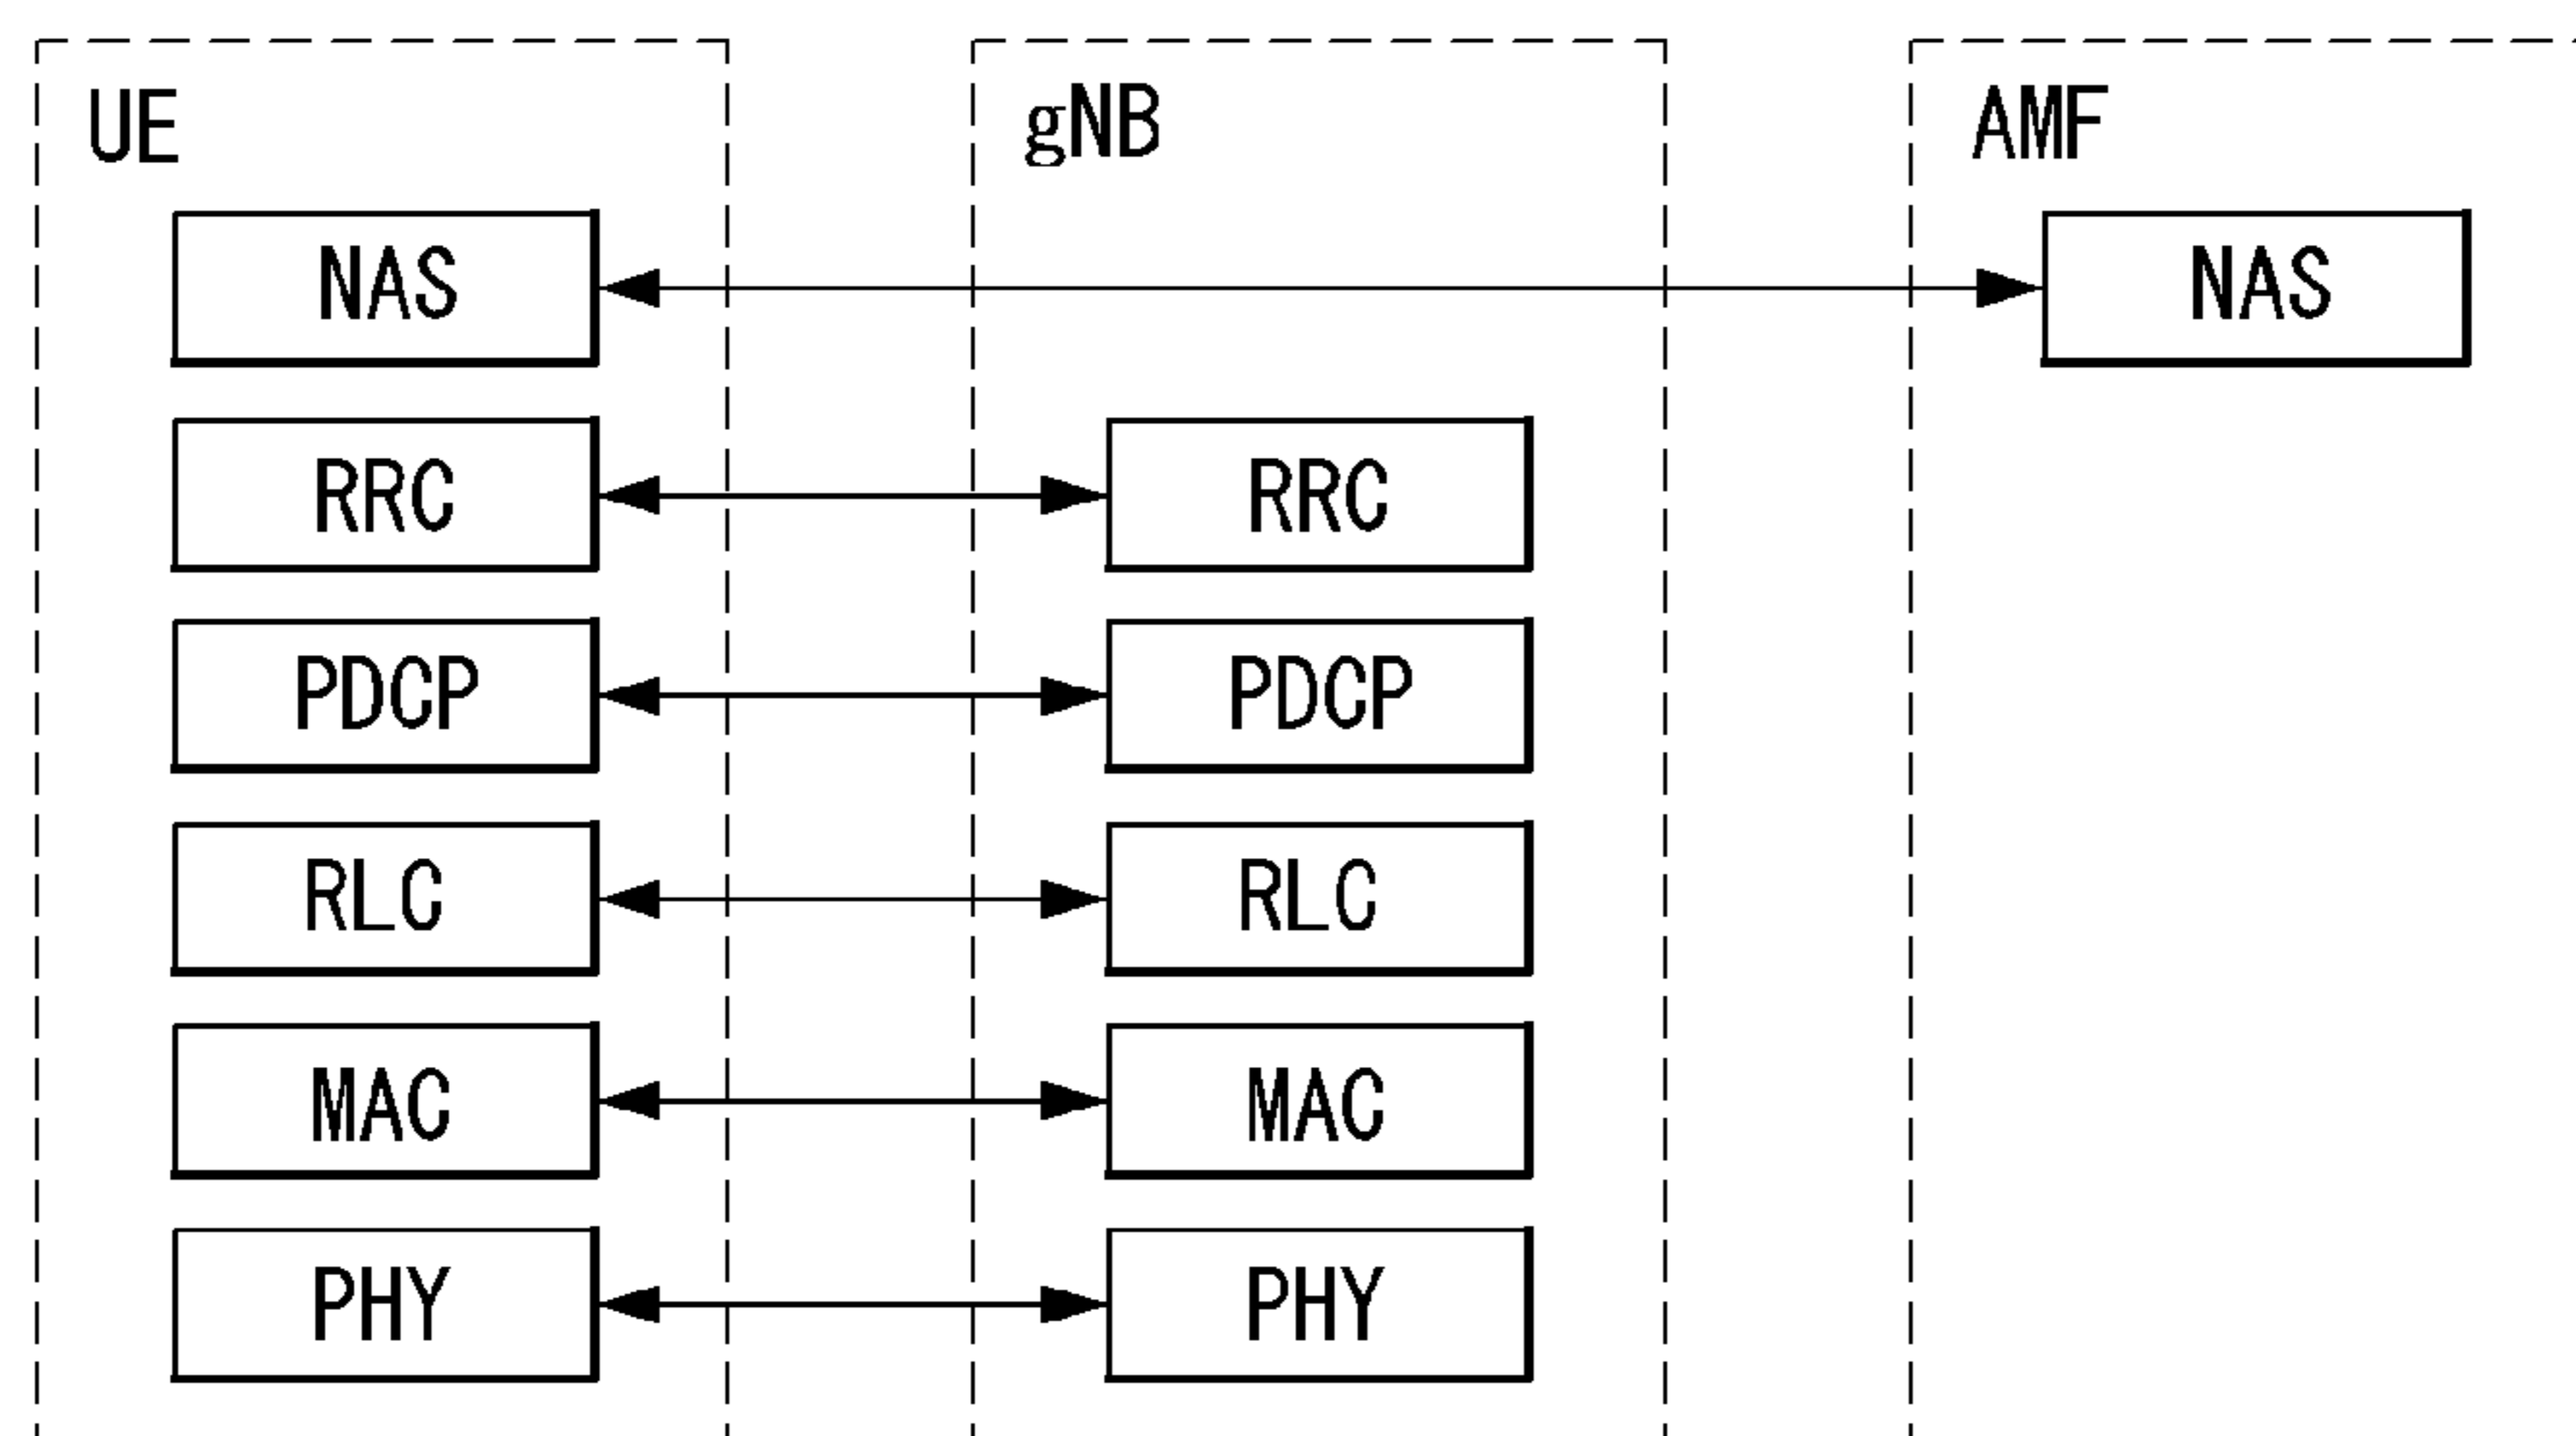 UE gNB AMF
NAS NAS
RRC RRC
PDCP PDCP
RLC RLC
MAC MAC
PHY PHY